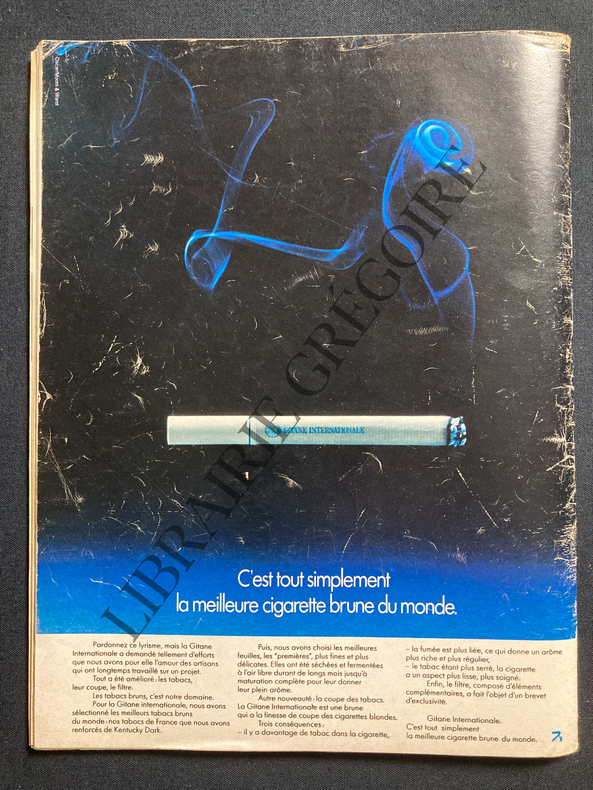 Chant Moors & Ward
GITANE INTERNATIONALE
LIBRAIRIE GRÉGOIRE
C'est tout simplement
la meilleure cigarette brune du monde.
Pardonnez ce lyrisme, mais la Gitane
Internationale a demandé tellement d'efforts
que nous avons pour elle l'amour des artisans
qui ont longtemps travaillé sur un projet.
Tout a été amélioré : les tabacs,
leur coupe, le filtre.
Les tabacs bruns, c'est notre domaine.
Pour la Gitane internationale, nous avons
sélectionné les meilleurs tabacs bruns
du monde : nos tabacs de France que nous avons
renforcés de Kentucky Dark.
Puis, nous avons choisi les meilleures
feuilles, les "premières", plus fines et plus
délicates. Elles ont été séchées et fermentées
à l'air libre durant de longs mois jusqu'à
maturation complète pour leur donner
leur plein arôme.
Autre nouveauté : la coupe des tabacs.
La Gitane Internationale est une brune
qui a la finesse de coupe des cigarettes blondes.
Trois conséquences :
– il y a davantage de tabac dans la cigarette,
– la fumée est plus liée, ce qui donne un arôme
plus riche et plus régulier,
– le tabac étant plus serré, la cigarette
a un aspect plus lisse, plus soigné.
Enfin, le filtre, composé d'éléments
complémentaires, a fait l'objet d'un brevet
d'exclusivité.
Gitane Internationale.
C'est tout simplement
la meilleure cigarette brune du monde.